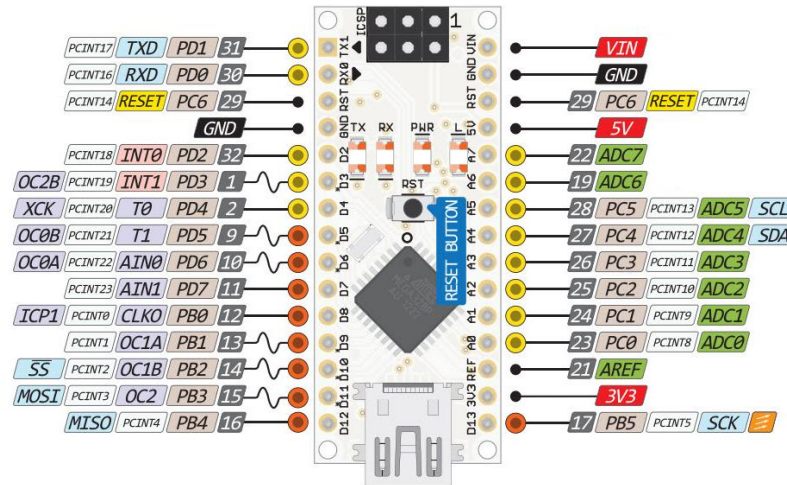 ICSP 1
PCINT17 TXD PD1 31 TX1 VIN VIN
PCINT16 RXD PD0 30 RX0 GND GND
PCINT14 RESET PC6 29 RST RST 29 PC6 RESET PCINT14
GND GND 5V 5V
TX RX PWR L
PCINT18 INT0 PD2 32 D2 A7 22 ADC7
OC2B PCINT19 INT1 PD3 1 D3 A6 19 ADC6
RST
XCK PCINT20 T0 PD4 2 D4 A5 28 PC5 PCINT13 ADC5 SCL
RESET BUTTON
OC0B PCINT21 T1 PD5 9 D5 A4 27 PC4 PCINT12 ADC4 SDA
OC0A PCINT22 AIN0 PD6 10 D6 A3 26 PC3 PCINT11 ADC3
PCINT23 AIN1 PD7 11 D7 A2 25 PC2 PCINT10 ADC2
ICP1 PCINT0 CLKO PB0 12 D8 A1 24 PC1 PCINT9 ADC1
PCINT1 OC1A PB1 13 D9 A0 23 PC0 PCINT8 ADC0
SS PCINT2 OC1B PB2 14 D10 REF 21 AREF
MOSI PCINT3 OC2 PB3 15 D11 3V3 3V3
MISO PCINT4 PB4 16 D12 D13 17 PB5 PCINT5 SCK